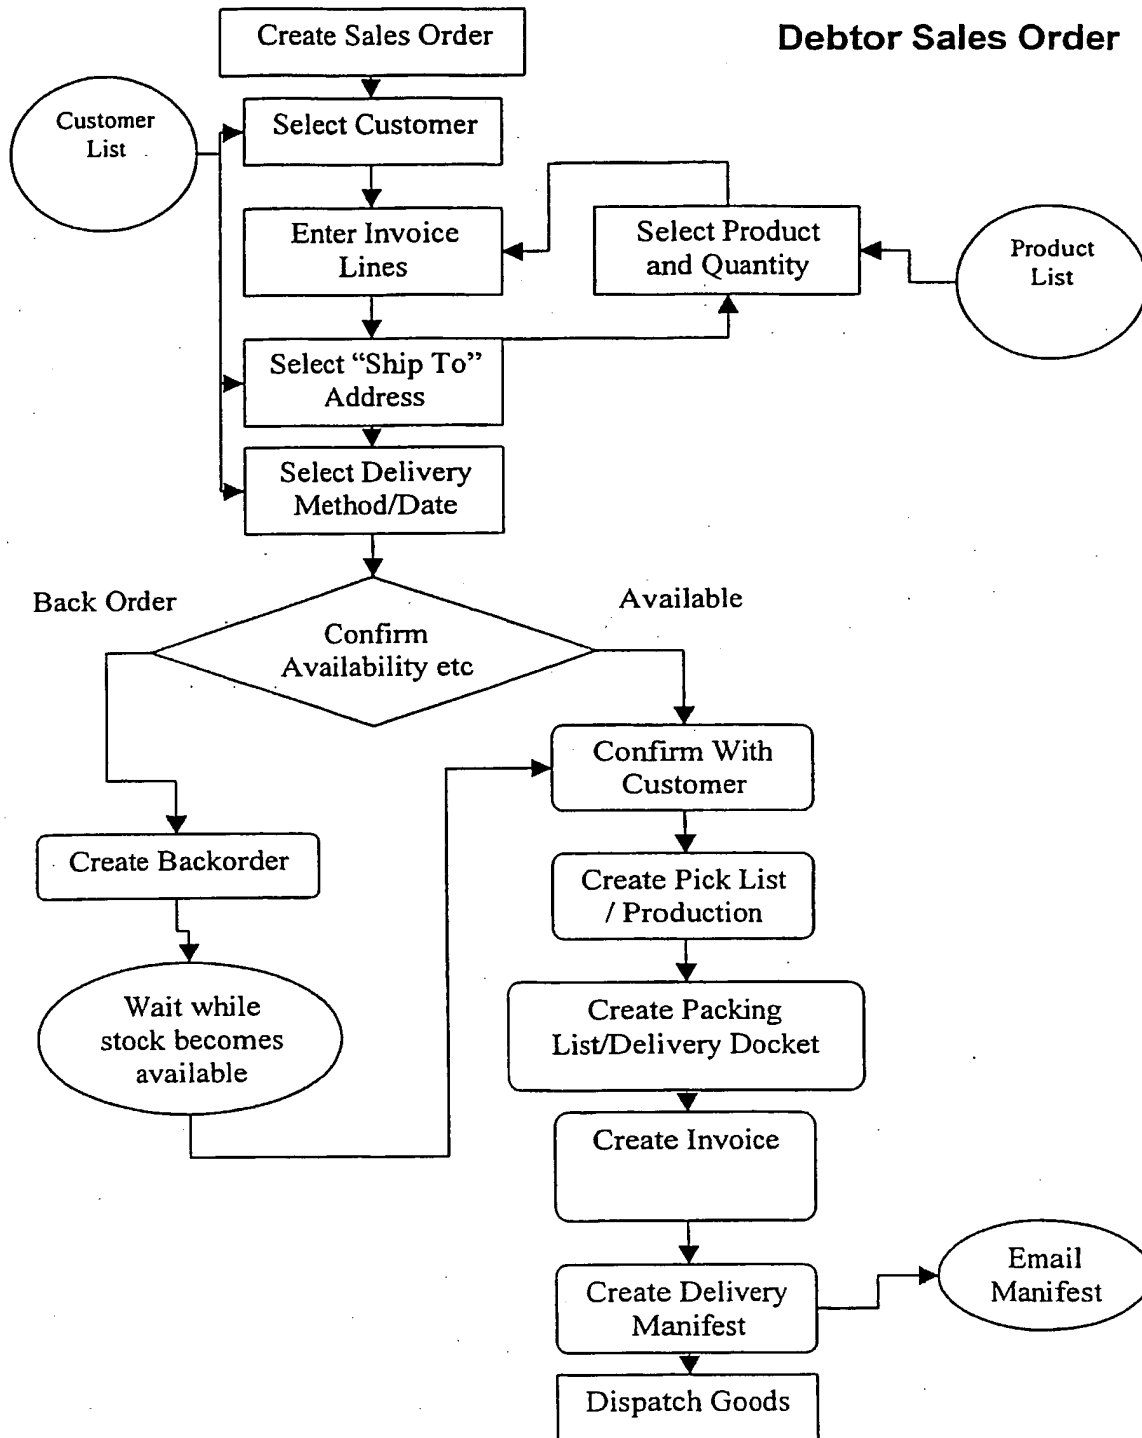 Debtor Sales Order
Create Sales Order
Customer
List
Select Customer
Enter Invoice
Lines
Select Product
and Quantity
Product
List
Select “Ship To”
Address
Select Delivery
Method/Date
Back Order
Available
Confirm
Availability etc
Confirm With
Customer
Create Backorder
Create Pick List
/ Production
Wait while
stock becomes
available
Create Packing
List/Delivery Docket
Create Invoice
Create Delivery
Manifest
Email
Manifest
Dispatch Goods